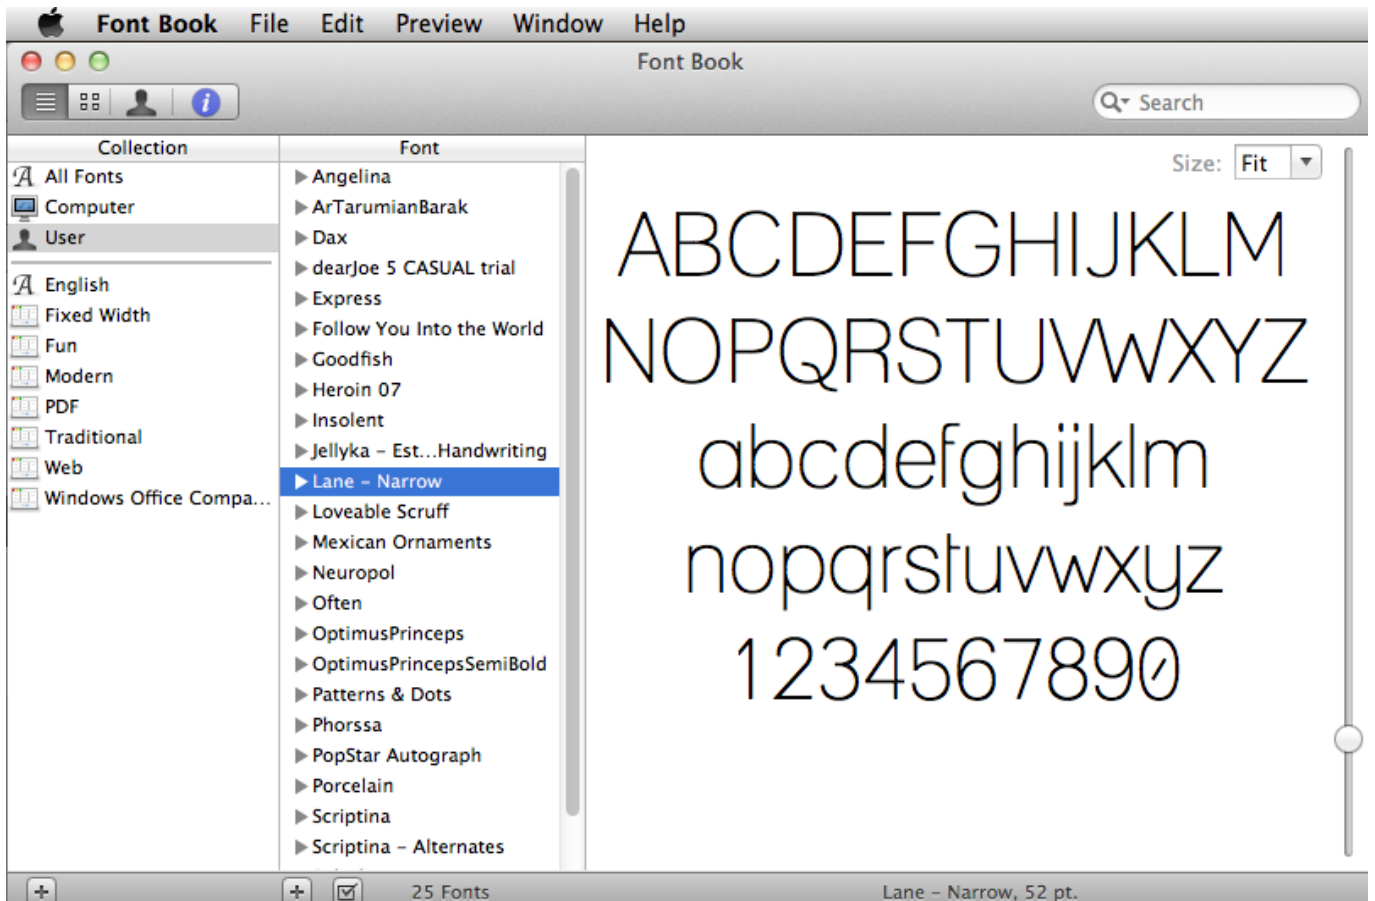 Font Book File Edit Preview Window Help
Font Book
Search
Collection
All Fonts
Computer
User
English
Fixed Width
Fun
Modern
PDF
Traditional
Web
Windows Office Compa...
Font
Angelina
ArTarumianBarak
Dax
dearJoe 5 CASUAL trial
Express
Follow You Into the World
Goodfish
Heroin 07
Insolent
Jellyka – Est...Handwriting
Lane – Narrow
Loveable Scruff
Mexican Ornaments
Neuropol
Often
OptimusPrinceps
OptimusPrincepsSemiBold
Patterns & Dots
Phorssa
PopStar Autograph
Porcelain
Scriptina
Scriptina – Alternates
Size: Fit
ABCDEFGHIJKLM
NOPQRSTUVWXYZ
abcdefghijklm
nopqrstuvwxyz
1234567890
25 Fonts
Lane – Narrow, 52 pt.